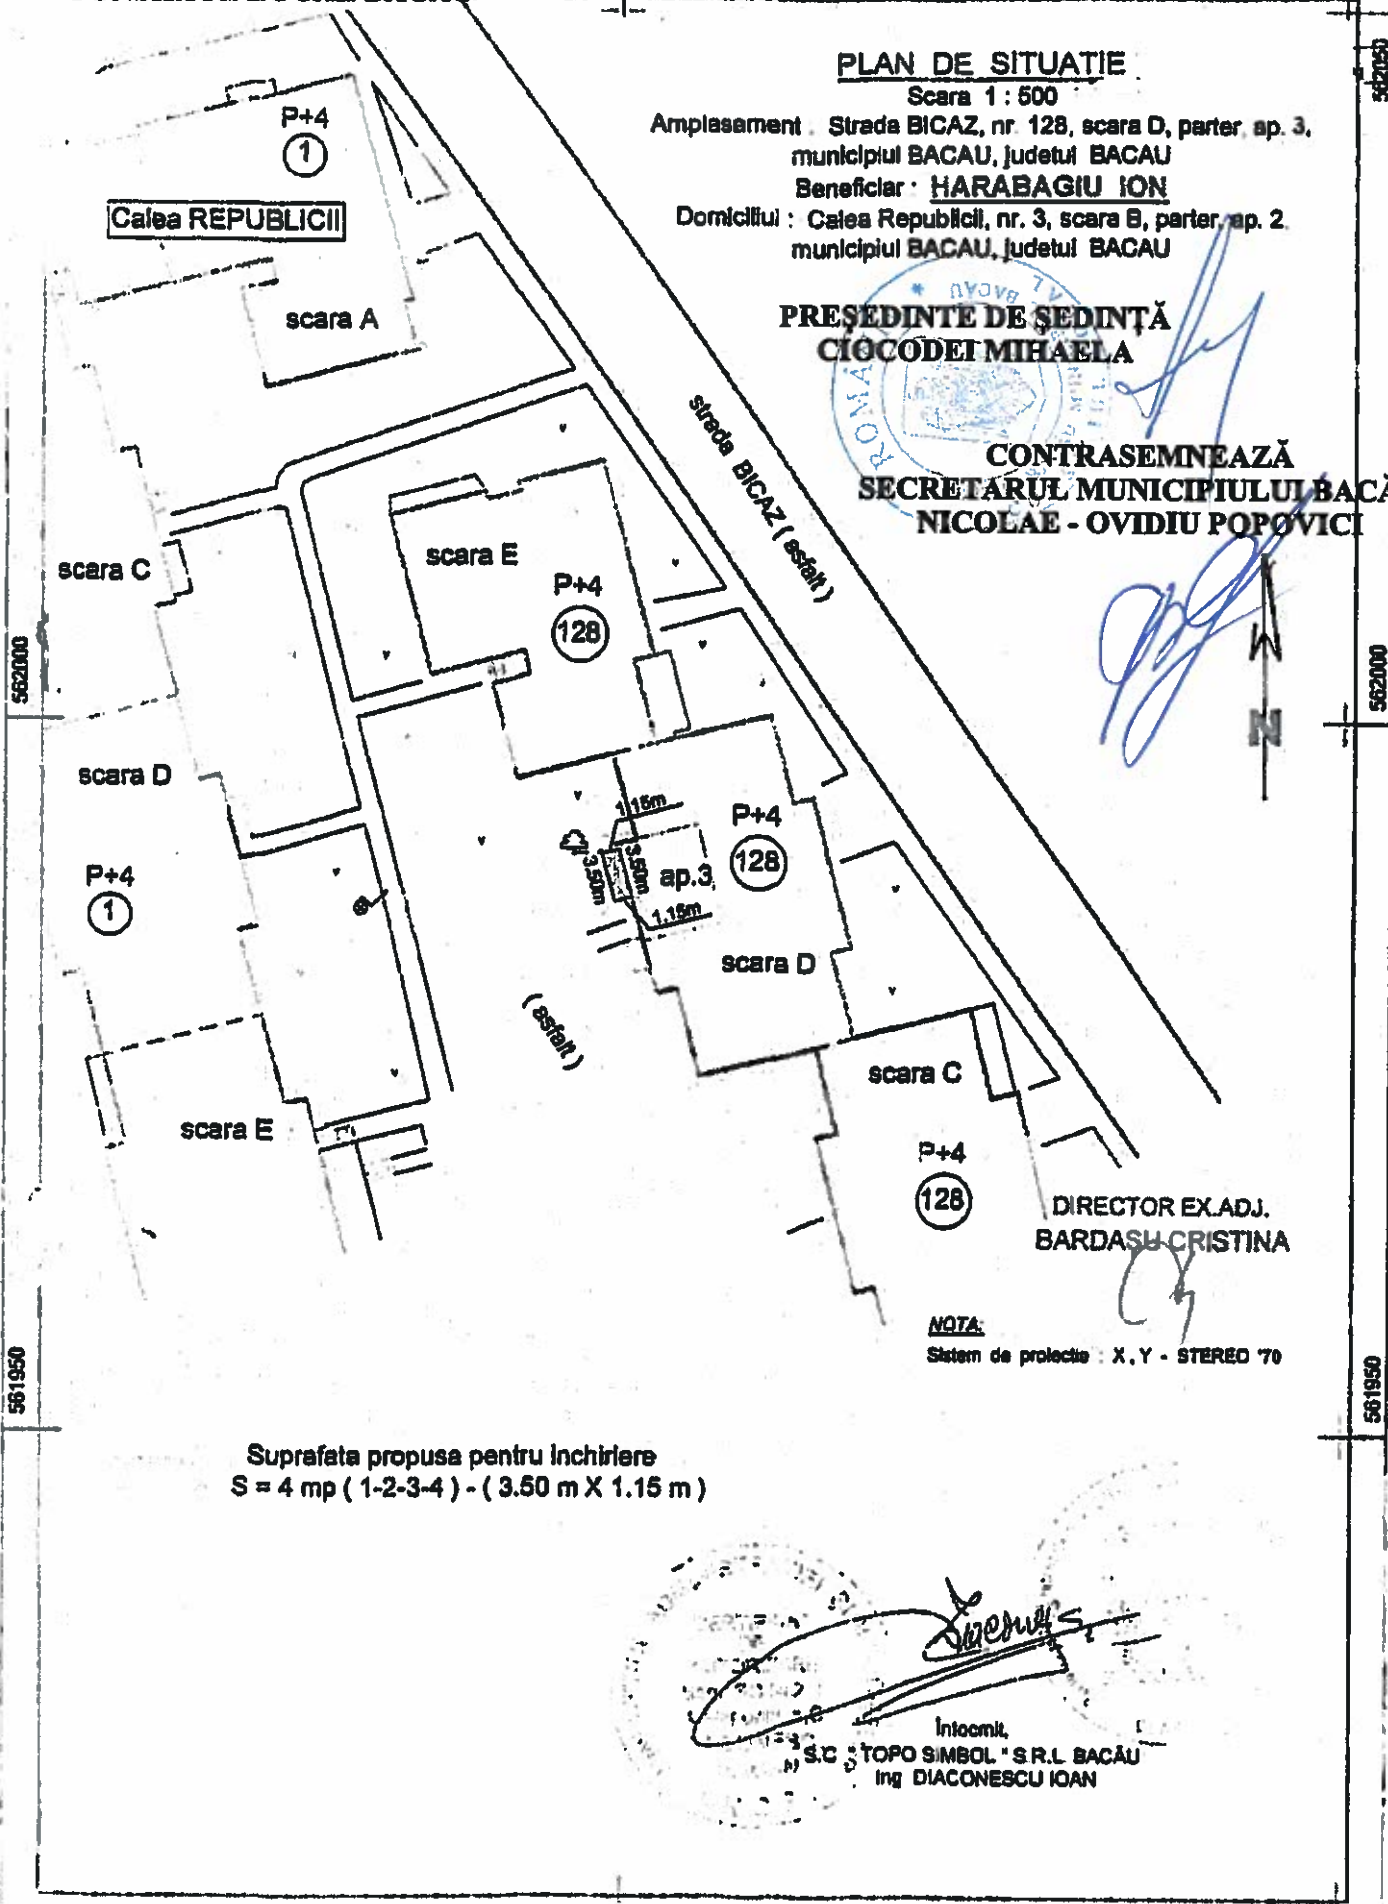 PLAN DE SITUATIE
Scara 1 : 500
Amplasament . Strada BICAZ, nr. 128, scara D, parter, ap. 3,
municipiul BACAU, judetul BACAU
Beneficiar : HARABAGIU ION
Domiciliul : Calea Republicii, nr. 3, scara B, parter, ap. 2
municipiul BACAU, judetul BACAU
PREȘEDINTE DE ȘEDINȚĂ
CIOCODEI MIHAELA
CONTRASEMNEAZĂ
SECRETARUL MUNICIPIULUI BACĂ
NICOLAE - OVIDIU POPOVICI
562050
P+4
1
Calea REPUBLICII
scara A
strada BICAZ ( asfalt )
scara C
scara E
P+4
128
562000
562000
N
scara D
P+4
1
1.15m
3.50m
3.50m
ap.3
1.15m
P+4
128
scara D
( asfalt )
scara C
scara E
P+4
128
DIRECTOR EX.ADJ.
BARDASU CRISTINA
NOTA:
Sistem de proiectie : X, Y - STEREO '70
561950
561950
Suprafata propusa pentru inchiriere
S = 4 mp ( 1-2-3-4 ) - ( 3.50 m X 1.15 m )
Întocmit,
S.C. " TOPO SIMBOL " S.R.L. BACĂU
Ing DIACONESCU IOAN